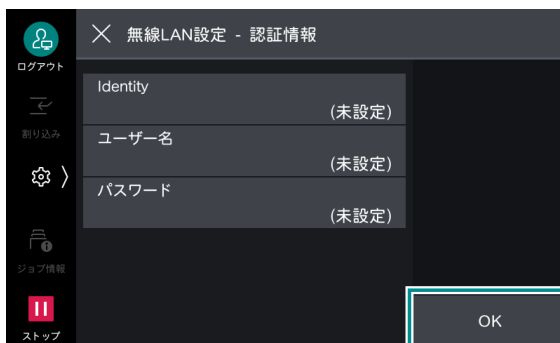 無線LAN設定 - 認証情報
ログアウト
割り込み
ジョブ情報
ストップ
Identity
(未設定)
ユーザー名
(未設定)
パスワード
(未設定)
OK